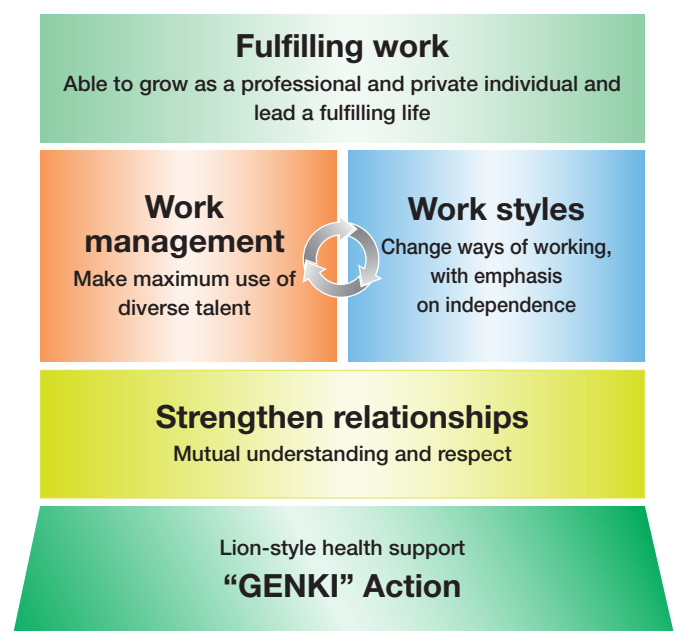 Fulfilling work
Able to grow as a professional and private individual and
lead a fulfilling life
Work
management
Make maximum use of
diverse talent
Work styles
Change ways of working,
with emphasis
on independence
Strengthen relationships
Mutual understanding and respect
Lion-style health support
“GENKI” Action